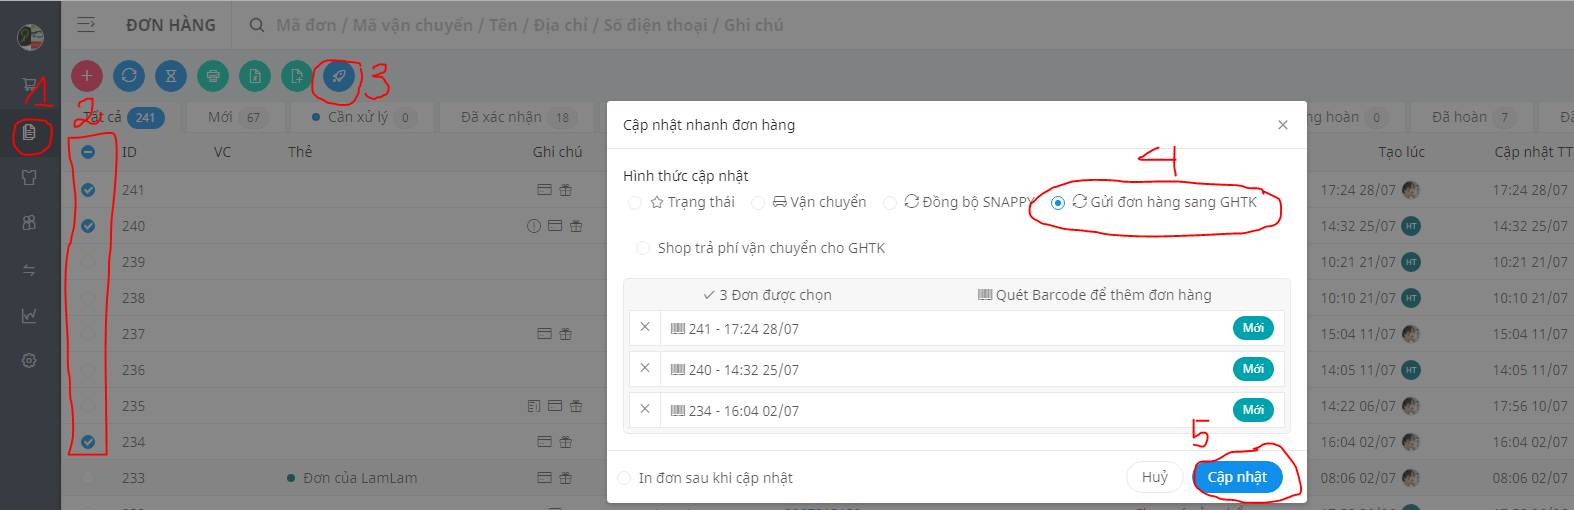 ĐƠN HÀNG Mã đơn / Mã vận chuyển / Tên / Địa chỉ / Số điện thoại / Ghi chú
1
2
3
Tất cả 241 Mới 67 Cần xử lý 0 Đã xác nhận 18 ng hoàn 0 Đã hoàn 7
ID VC Thẻ Ghi chú Tạo lúc Cập nhật TT
241 17:24 28/07 17:24 28/07
240 14:32 25/07 HT 14:32 25/07
239 10:21 21/07 HT 10:21 21/07
238 10:10 21/07 HT 10:10 21/07
237 15:04 11/07 15:04 11/07
236 14:05 11/07 HT 14:05 11/07
235 14:22 06/07 17:56 10/07
234 16:04 02/07 16:04 02/07
233 Đơn của LamLam 08:06 02/07 08:06 02/07
Cập nhật nhanh đơn hàng
4
Hình thức cập nhật
Trạng thái Vận chuyển Đồng bộ SNAPPY Gửi đơn hàng sang GHTK
Shop trả phí vận chuyển cho GHTK
3 Đơn được chọn Quét Barcode để thêm đơn hàng
241 - 17:24 28/07 Mới
240 - 14:32 25/07 Mới
234 - 16:04 02/07 Mới
5
In đơn sau khi cập nhật Huỷ Cập nhật